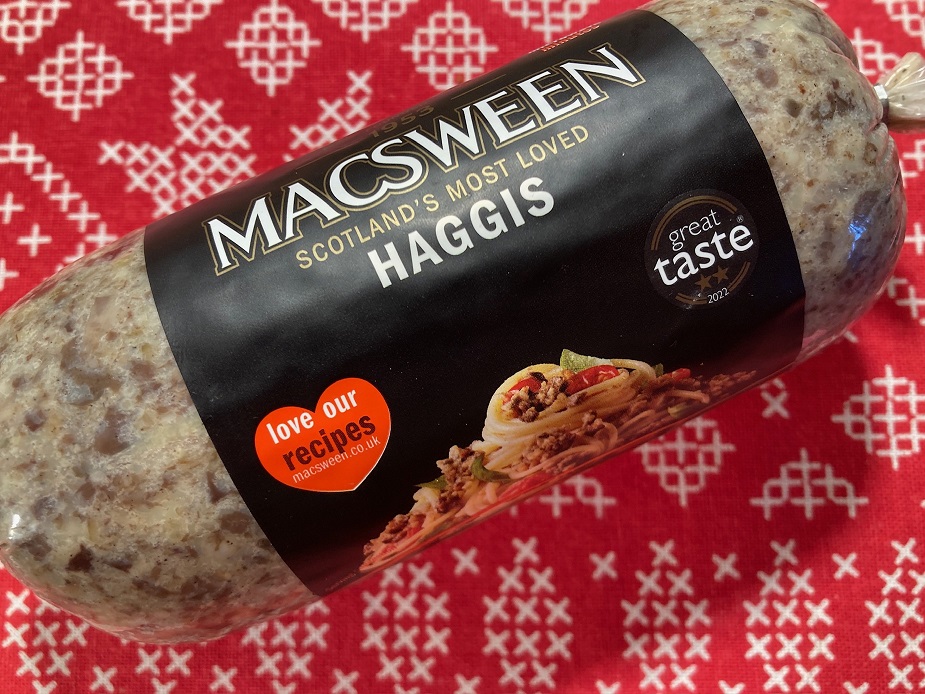 1953
MACSWEEN
SCOTLAND'S MOST LOVED
HAGGIS
great
taste®
2022
love our
recipes
macsween.co.uk